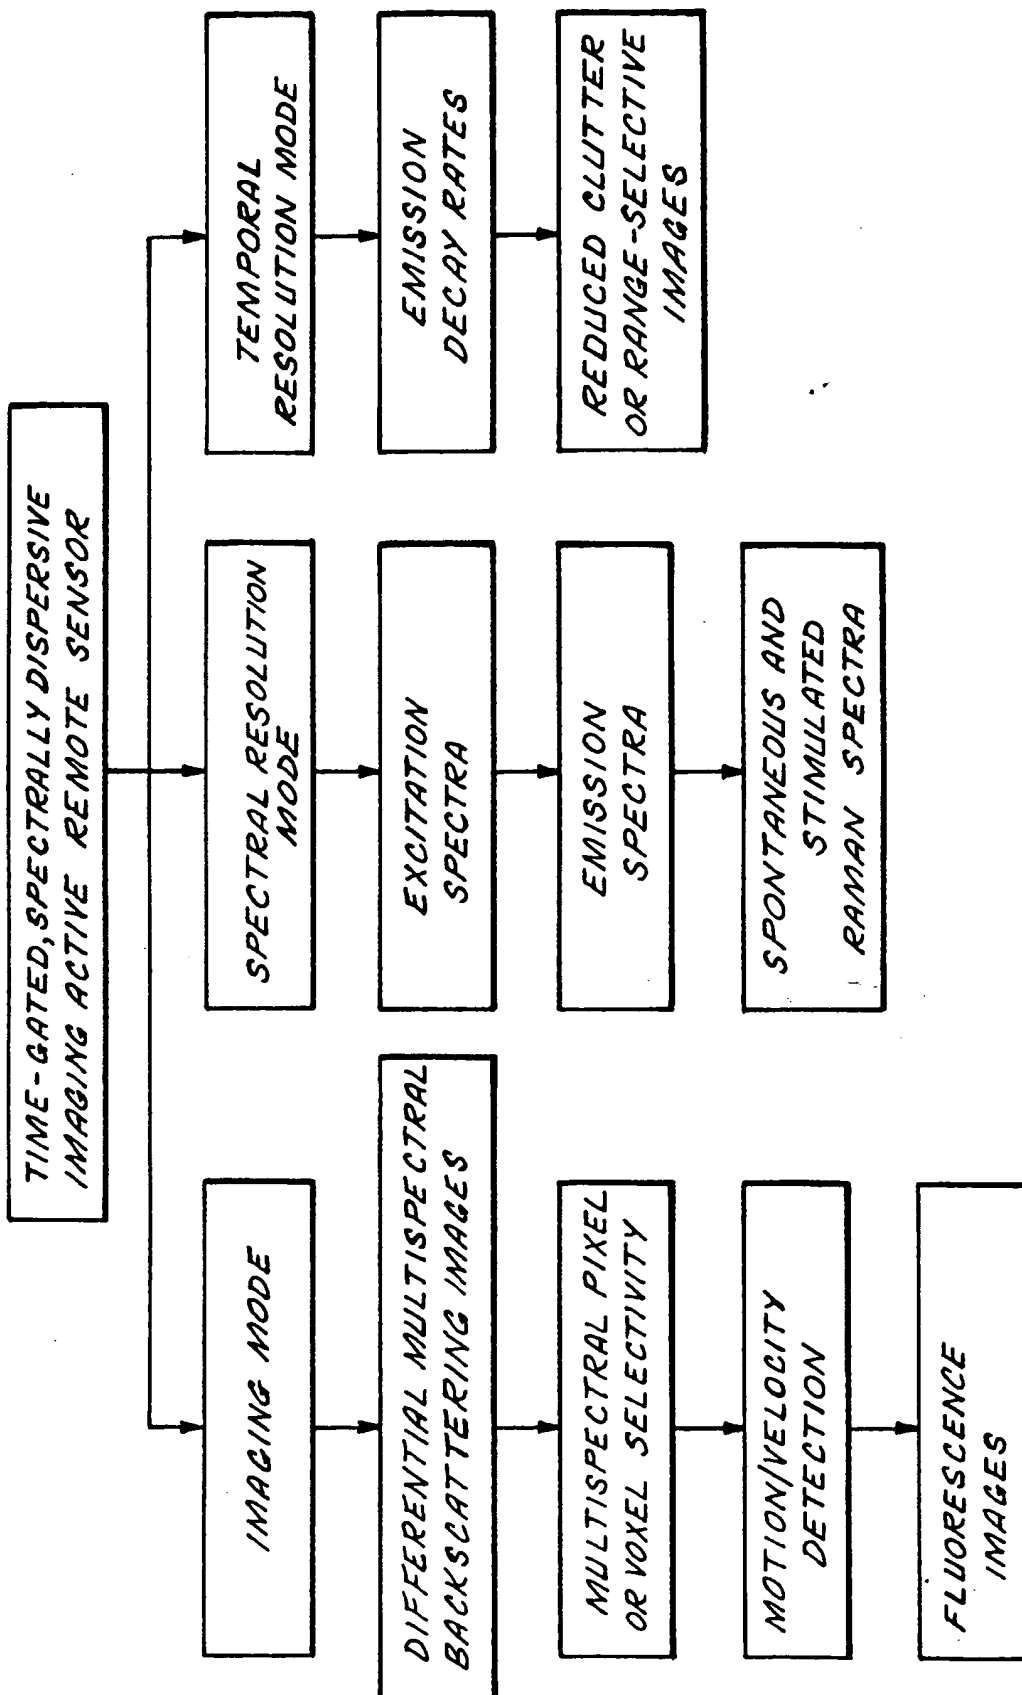 TIME-GATED, SPECTRALLY DISPERSIVE
IMAGING ACTIVE REMOTE SENSOR
IMAGING MODE
DIFFERENTIAL MULTISPECTRAL
BACKSCATTERING IMAGES
MULTISPECTRAL PIXEL
OR VOXEL SELECTIVITY
MOTION/VELOCITY
DETECTION
FLUORESCENCE
IMAGES
SPECTRAL RESOLUTION
MODE
EXCITATION
SPECTRA
EMISSION
SPECTRA
SPONTANEOUS AND
STIMULATED
RAMAN SPECTRA
TEMPORAL
RESOLUTION MODE
EMISSION
DECAY RATES
REDUCED CLUTTER
OR RANGE-SELECTIVE
IMAGES